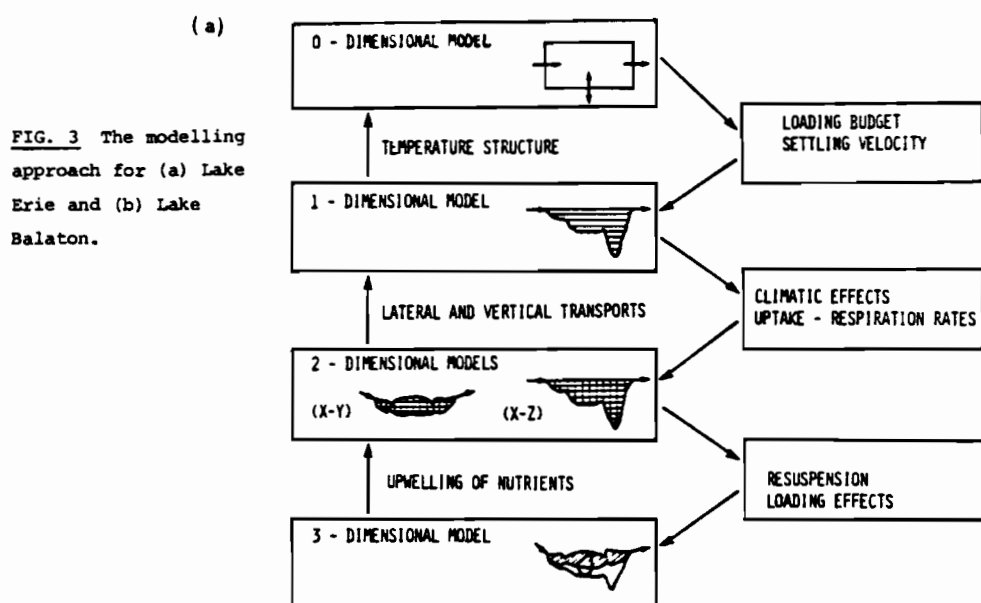 (a)
FIG. 3 The modelling
approach for (a) Lake
Erie and (b) Lake
Balaton.
0 - DIMENSIONAL MODEL
TEMPERATURE STRUCTURE
LOADING BUDGET
SETTLING VELOCITY
1 - DIMENSIONAL MODEL
LATERAL AND VERTICAL TRANSPORTS
CLIMATIC EFFECTS
UPTAKE - RESPIRATION RATES
2 - DIMENSIONAL MODELS
(X-Y)
(X-Z)
UPWELLING OF NUTRIENTS
RESUSPENSION
LOADING EFFECTS
3 - DIMENSIONAL MODEL